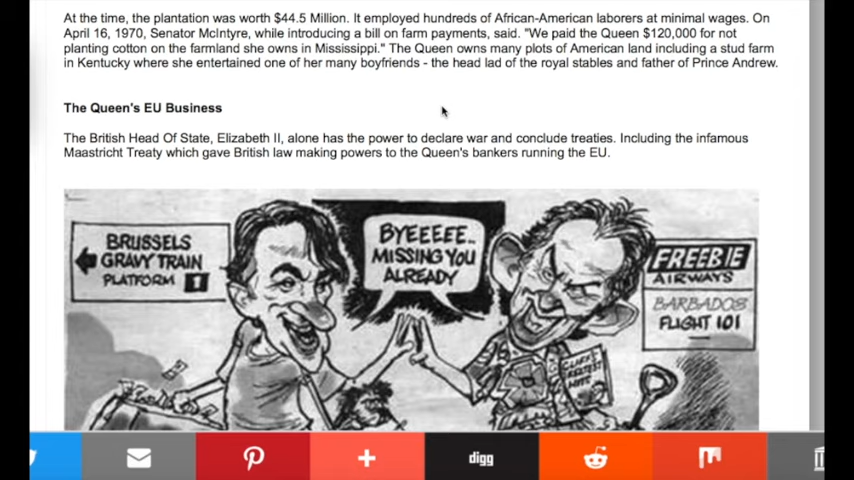 At the time, the plantation was worth $44.5 Million. It employed hundreds of African-American laborers at minimal wages. On
April 16, 1970, Senator McIntyre, while introducing a bill on farm payments, said. "We paid the Queen $120,000 for not
planting cotton on the farmland she owns in Mississippi." The Queen owns many plots of American land including a stud farm
in Kentucky where she entertained one of her many boyfriends - the head lad of the royal stables and father of Prince Andrew.
The Queen's EU Business
The British Head Of State, Elizabeth II, alone has the power to declare war and conclude treaties. Including the infamous
Maastricht Treaty which gave British law making powers to the Queen's bankers running the EU.
BRUSSELS
GRAVY TRAIN
PLATFORM 1
BYEEEEE..
MISSING YOU
ALREADY
FREEBIE
AIRWAYS
BARBADOS
FLIGHT 101
digg